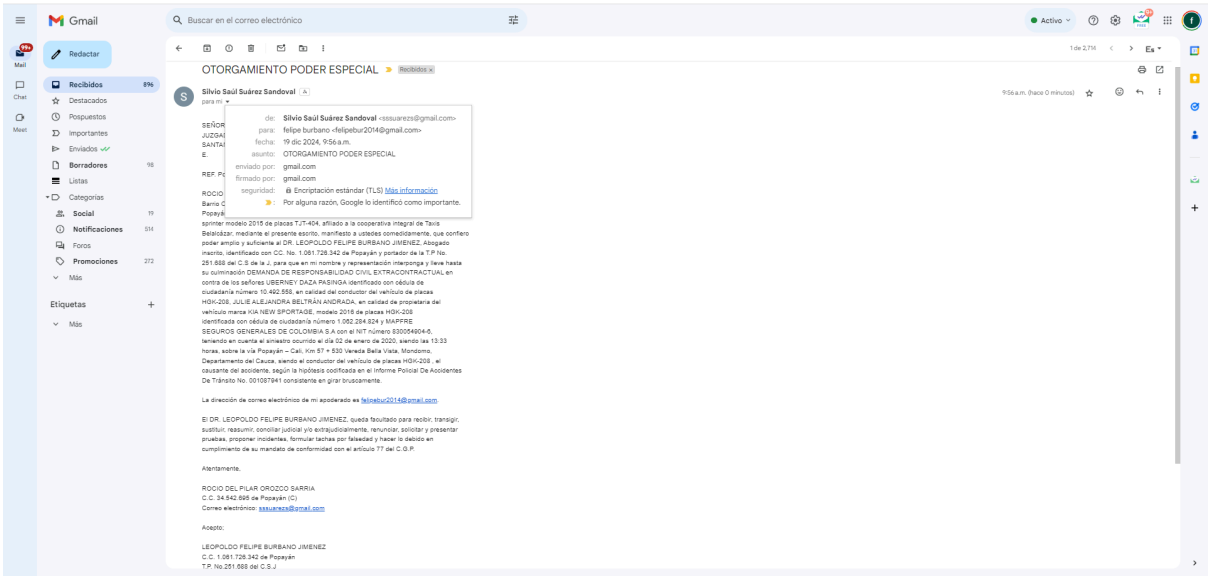 Gmail
Buscar en el correo electrónico
Activo
99+
Mail
Chat
Meet
Redactar
Recibidos 896
Destacados
Pospuestos
Importantes
Enviados
Borradores 98
Listas
Categorías
Social 19
Notificaciones 514
Foros
Promociones 272
Más
Etiquetas
Más
1 de 2,714
Es
OTORGAMIENTO PODER ESPECIAL Recibidos x
Silvio Saúl Suárez Sandoval
para mí
9:56 a.m. (hace 0 minutos)
de: Silvio Saúl Suárez Sandoval <sssuarezs@gmail.com>
para: felipe burbano <felipebur2014@gmail.com>
fecha: 19 dic 2024, 9:56 a.m.
asunto: OTORGAMIENTO PODER ESPECIAL
enviado por: gmail.com
firmado por: gmail.com
seguridad: Encriptación estándar (TLS) Más información
: Por alguna razón, Google lo identificó como importante.
SEÑOR
JUZGA
SANTA
E.
REF. P
ROCIO
Barrio
Popayá
sprinter modelo 2015 de placas TJT-404, afiliado a la cooperativa integral de Taxis
Belalcázar, mediante el presente escrito, manifiesto a ustedes comedidamente, que confiero
poder amplio y suficiente al DR. LEOPOLDO FELIPE BURBANO JIMENEZ, Abogado
inscrito, identificado con CC. No. 1.061.726.342 de Popayán y portador de la T.P No.
251.688 del C.S de la J, para que en mi nombre y representación interponga y lleve hasta
su culminación DEMANDA DE RESPONSABILIDAD CIVIL EXTRACONTRACTUAL en
contra de los señores UBERNEY DAZA PASINGA identificado con cédula de
ciudadanía número 10.492.558, en calidad del conductor del vehículo de placas
HGK-208, JULIE ALEJANDRA BELTRÁN ANDRADA, en calidad de propietaria del
vehículo marca KIA NEW SPORTAGE, modelo 2016 de placas HGK-208
identificada con cédula de ciudadanía número 1.062.284.824 y MAPFRE
SEGUROS GENERALES DE COLOMBIA S.A con el NIT número 830054904-6,
teniendo en cuenta el siniestro ocurrido el día 02 de enero de 2020, siendo las 13:33
horas, sobre la vía Popayán – Cali, Km 57 + 530 Vereda Bella Vista, Mondomo,
Departamento del Cauca, siendo el conductor del vehículo de placas HGK-208 , el
causante del accidente, según la hipótesis codificada en el Informe Policial De Accidentes
De Tránsito No. 001087941 consistente en girar bruscamente.
La dirección de correo electrónico de mi apoderado es felipebur2014@gmail.com.
El DR. LEOPOLDO FELIPE BURBANO JIMENEZ, queda facultado para recibir, transigir,
sustituir, reasumir, conciliar judicial y/o extrajudicialmente, renunciar, solicitar y presentar
pruebas, proponer incidentes, formular tachas por falsedad y hacer lo debido en
cumplimiento de su mandato de conformidad con el artículo 77 del C.G.P.
Atentamente,
ROCIO DEL PILAR OROZCO SARRIA
C.C. 34.542.695 de Popayán (C)
Correo electrónico: sssuarezs@gmail.com
Acepto:
LEOPOLDO FELIPE BURBANO JIMENEZ
C.C. 1.061.726.342 de Popayán
T.P. No.251.688 del C.S.J